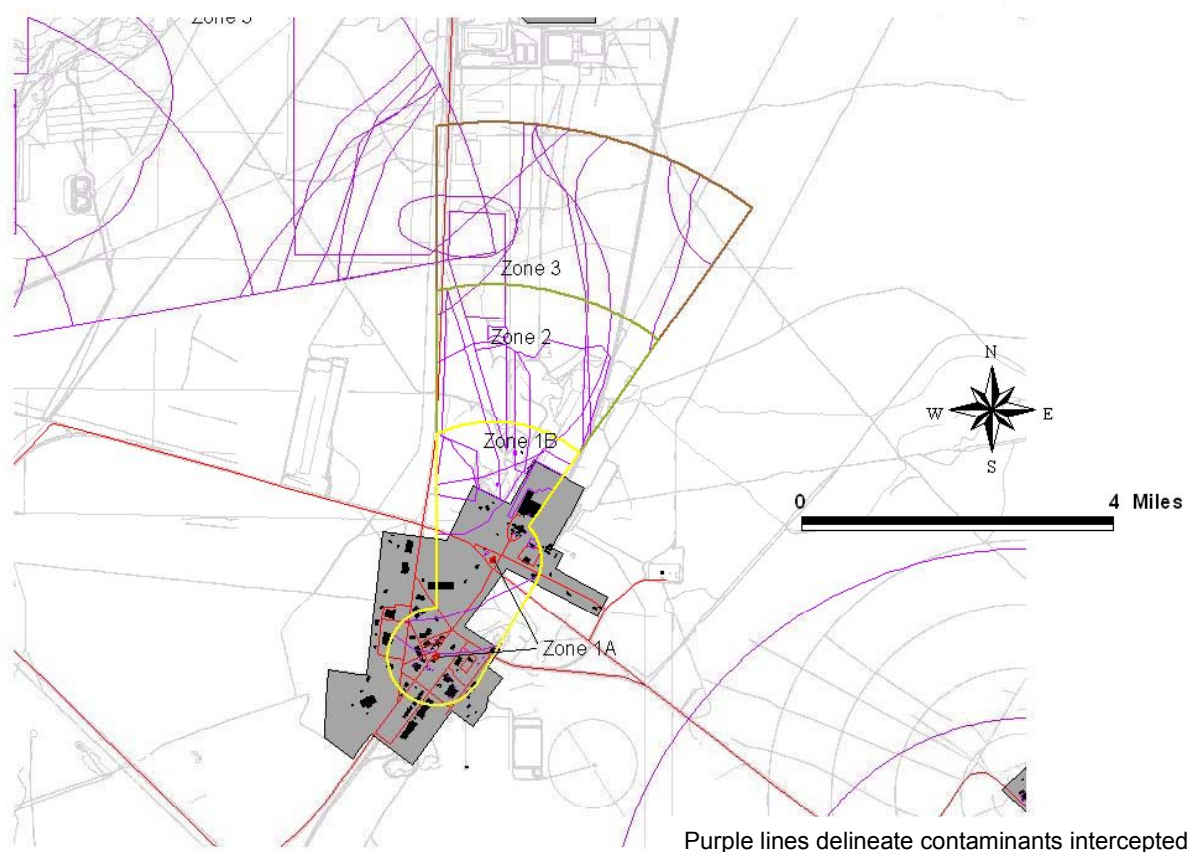 Zone 3
Zone 2
Zone 1B
Zone 1A
N
W
E
S
0
4 Miles
Purple lines delineate contaminants intercepted